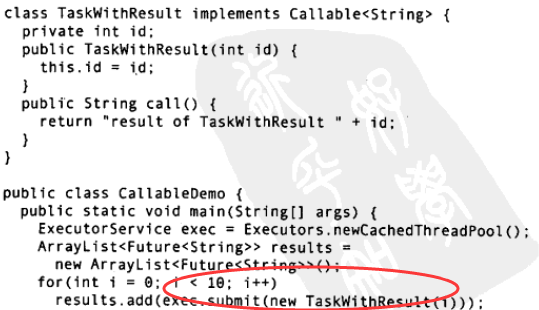 class TaskWithResult implements Callable<String> {
  private int id;
  public TaskWithResult(int id) {
    this.id = id;
  }
  public String call() {
    return "result of TaskWithResult " + id;
  }
}

public class CallableDemo {
  public static void main(String[] args) {
    ExecutorService exec = Executors.newCachedThreadPool();
    ArrayList<Future<String>> results =
      new ArrayList<Future<String>>();
    for(int i = 0; i < 10; i++)
      results.add(exec.submit(new TaskWithResult(i)));